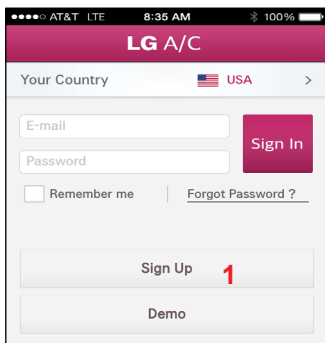 AT&T LTE 8:35 AM 100%
LG A/C
Your Country USA >
E-mail
Sign In
Password
Remember me Forgot Password ?
Sign Up 1
Demo